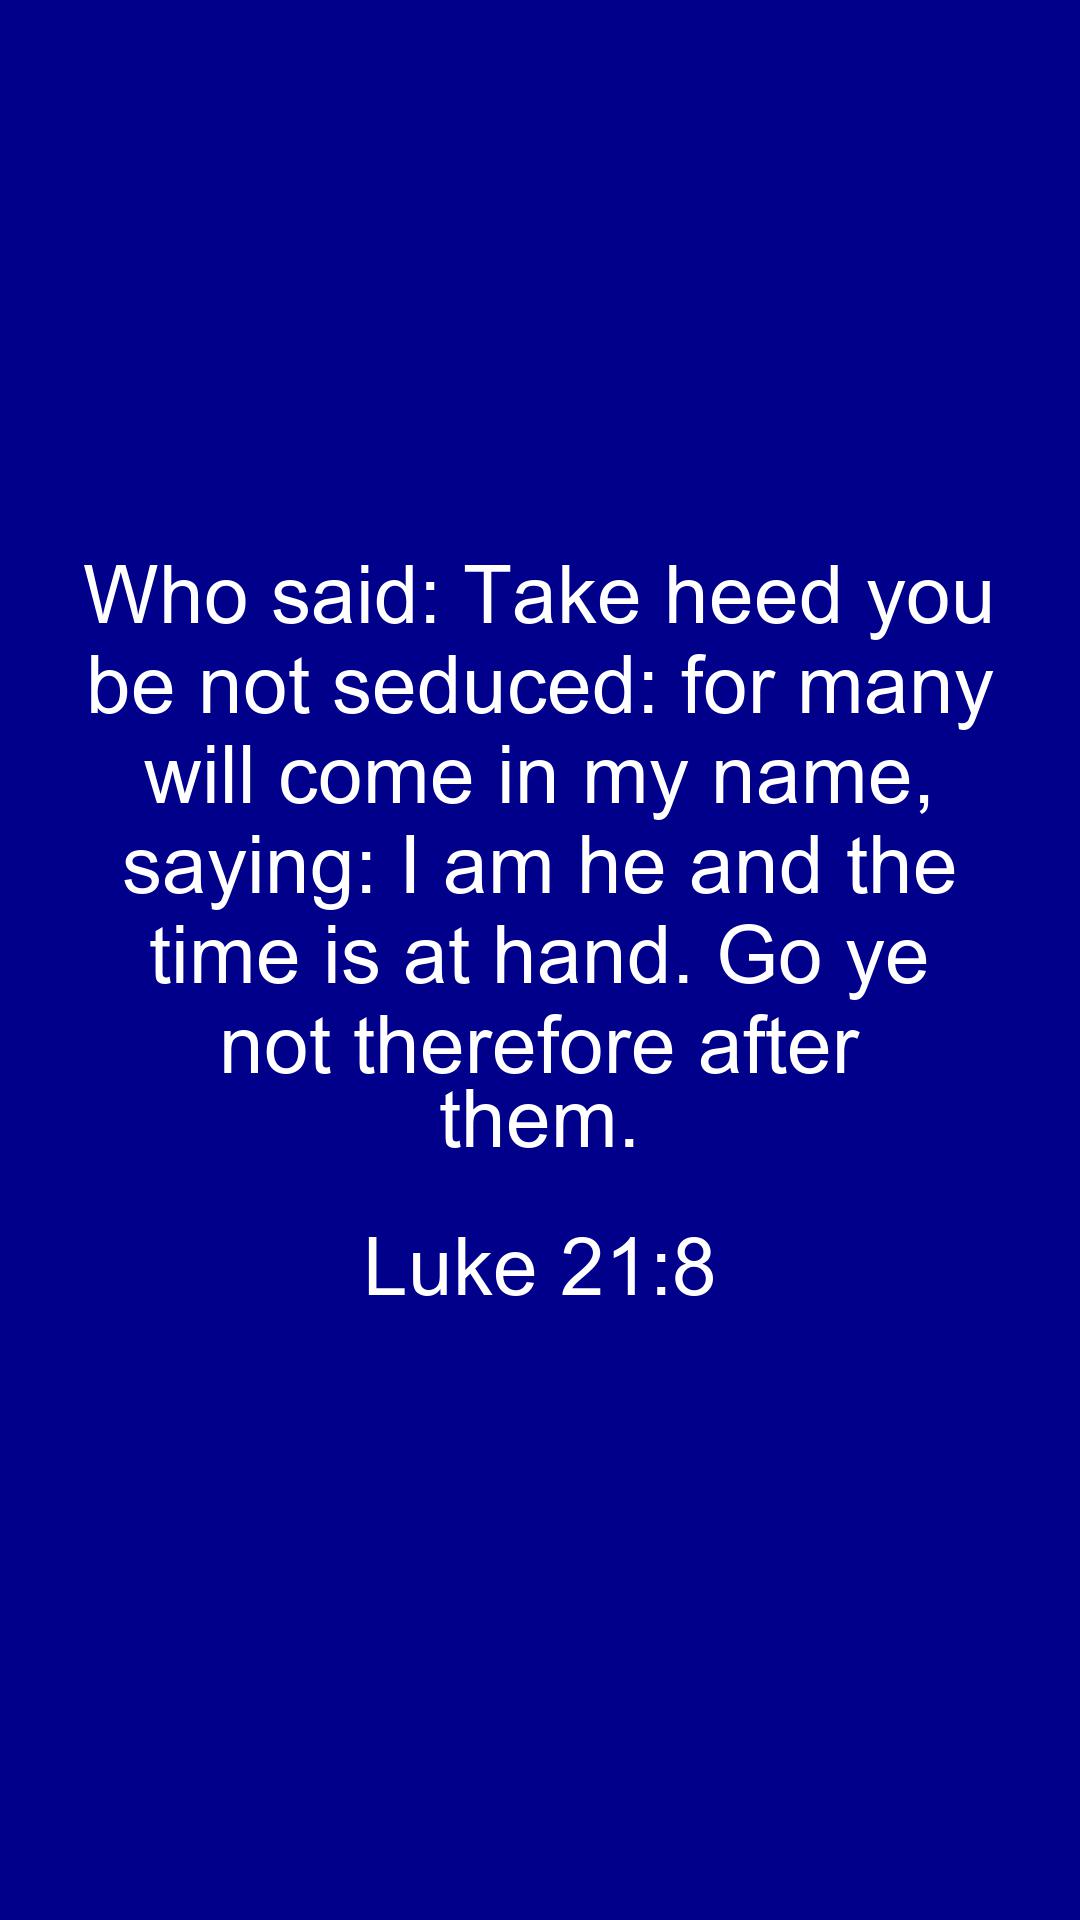 Who said: Take heed you
be not seduced: for many
will come in my name,
saying: I am he and the
time is at hand. Go ye
not therefore after
them.
Luke 21:8